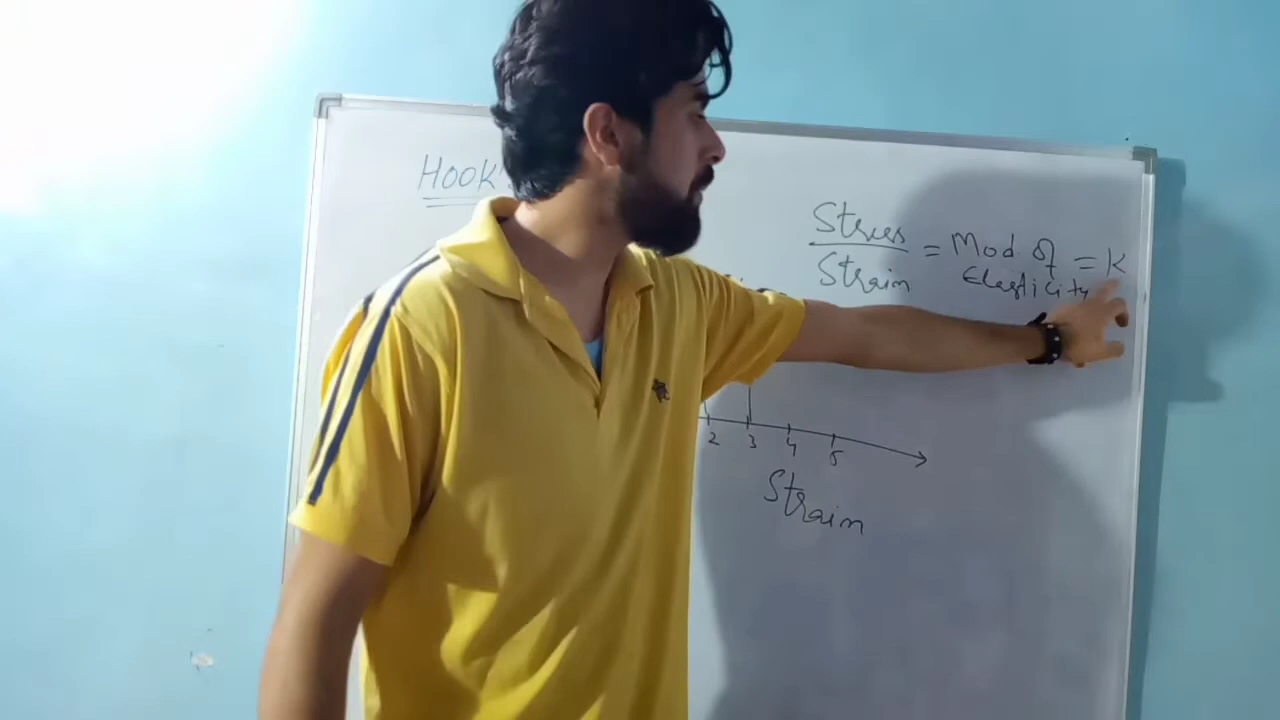 HOOK'
Stress
Strain
= Mod of Elasticity = K
2 3 4 5
Strain